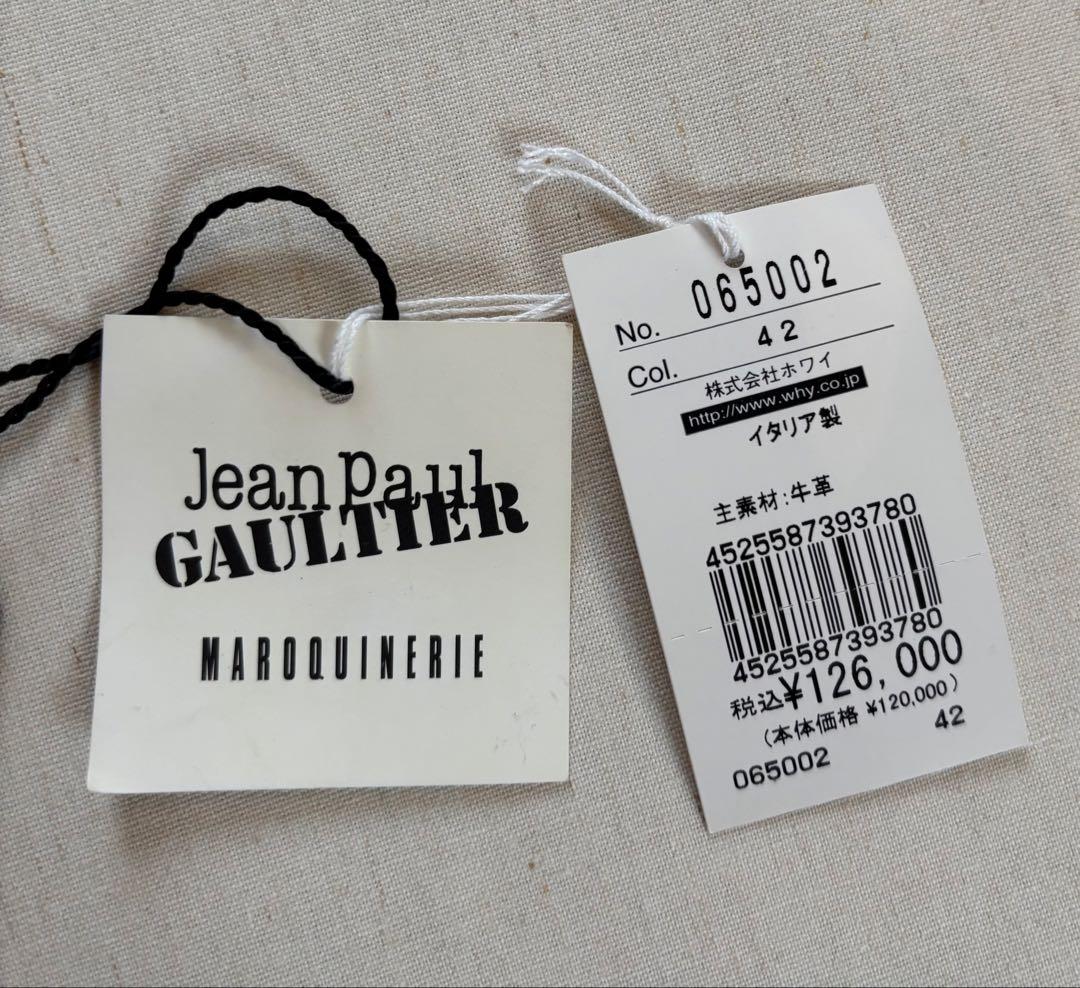 Jean Paul
GAULTIER
MAROQUINERIE
No. 065002
Col. 42
株式会社ホワイ
http://www.why.co.jp
イタリア製
主素材:牛革
4525587393780
4525587393780
税込¥126,000
(本体価格 ¥120,000)
065002 42